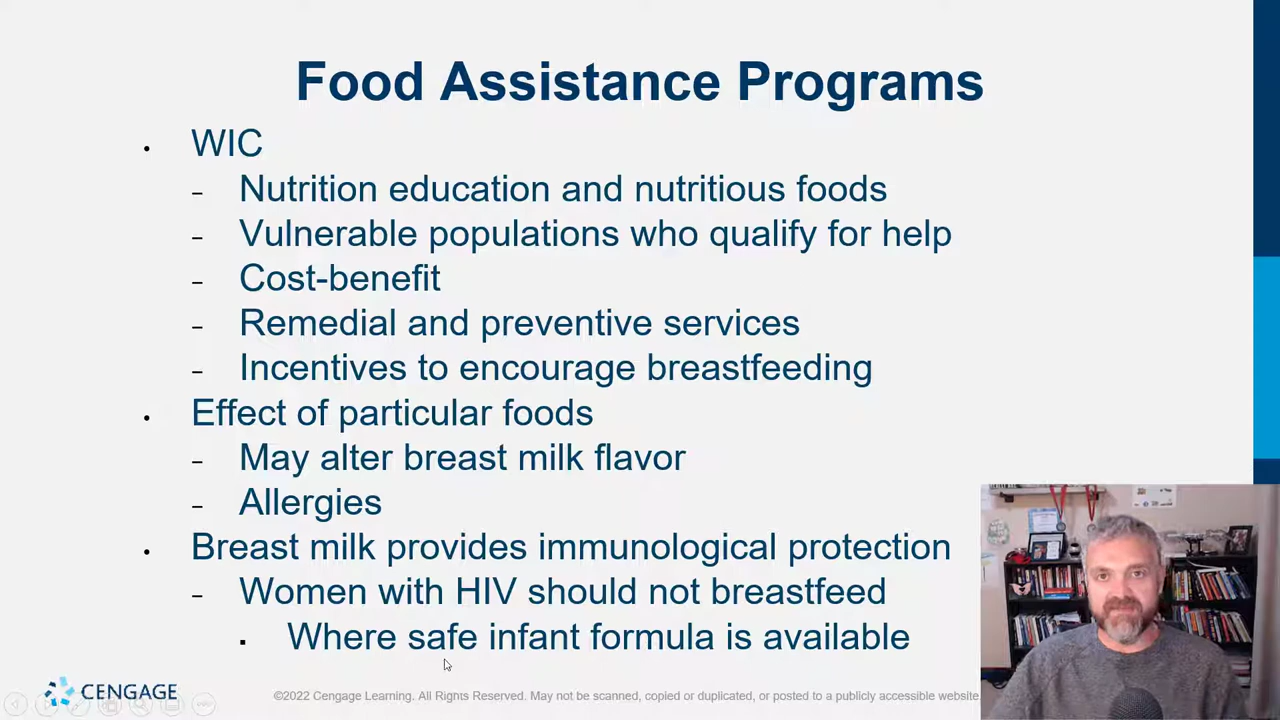 Food Assistance Programs
• WIC
– Nutrition education and nutritious foods
– Vulnerable populations who qualify for help
– Cost-benefit
– Remedial and preventive services
– Incentives to encourage breastfeeding
• Effect of particular foods
– May alter breast milk flavor
– Allergies
• Breast milk provides immunological protection
– Women with HIV should not breastfeed
▪ Where safe infant formula is available
CENGAGE
©2022 Cengage Learning. All Rights Reserved. May not be scanned, copied or duplicated, or posted to a publicly accessible website